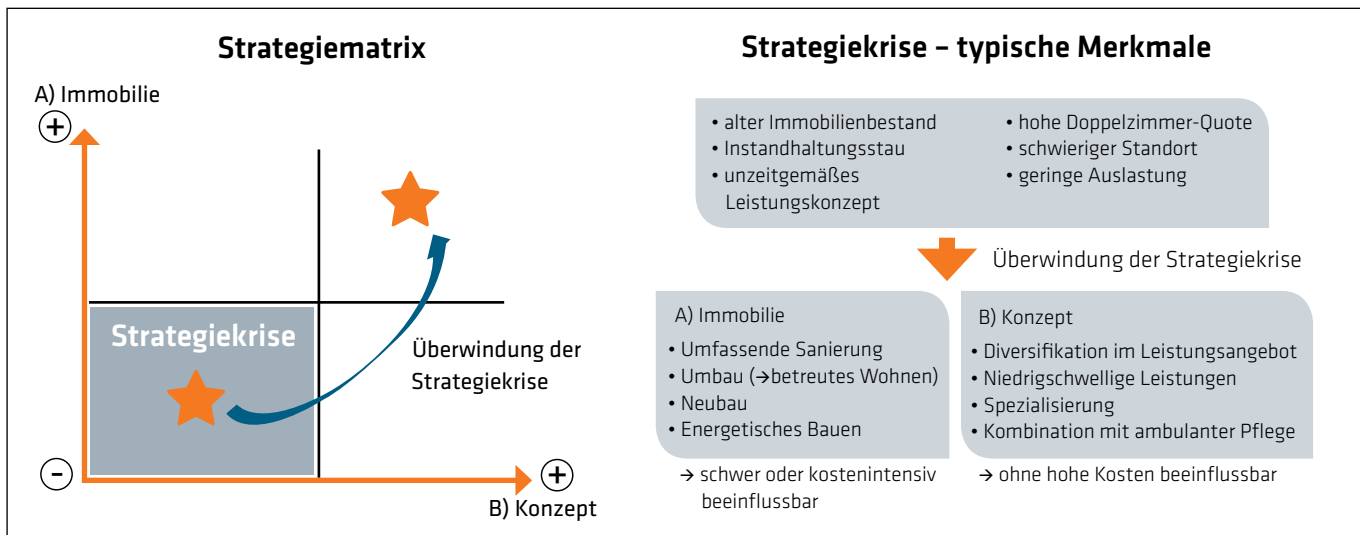 Strategiematrix
A) Immobilie
+
Strategiekrise
Überwindung der
Strategiekrise
-
+
B) Konzept
Strategiekrise – typische Merkmale
• alter Immobilienbestand
• Instandhaltungsstau
• unzeitgemäßes
Leistungskonzept
• hohe Doppelzimmer-Quote
• schwieriger Standort
• geringe Auslastung
Überwindung der Strategiekrise
A) Immobilie
• Umfassende Sanierung
• Umbau (→betreutes Wohnen)
• Neubau
• Energetisches Bauen
→ schwer oder kostenintensiv
beeinflussbar
B) Konzept
• Diversifikation im Leistungsangebot
• Niedrigschwellige Leistungen
• Spezialisierung
• Kombination mit ambulanter Pflege
→ ohne hohe Kosten beeinflussbar